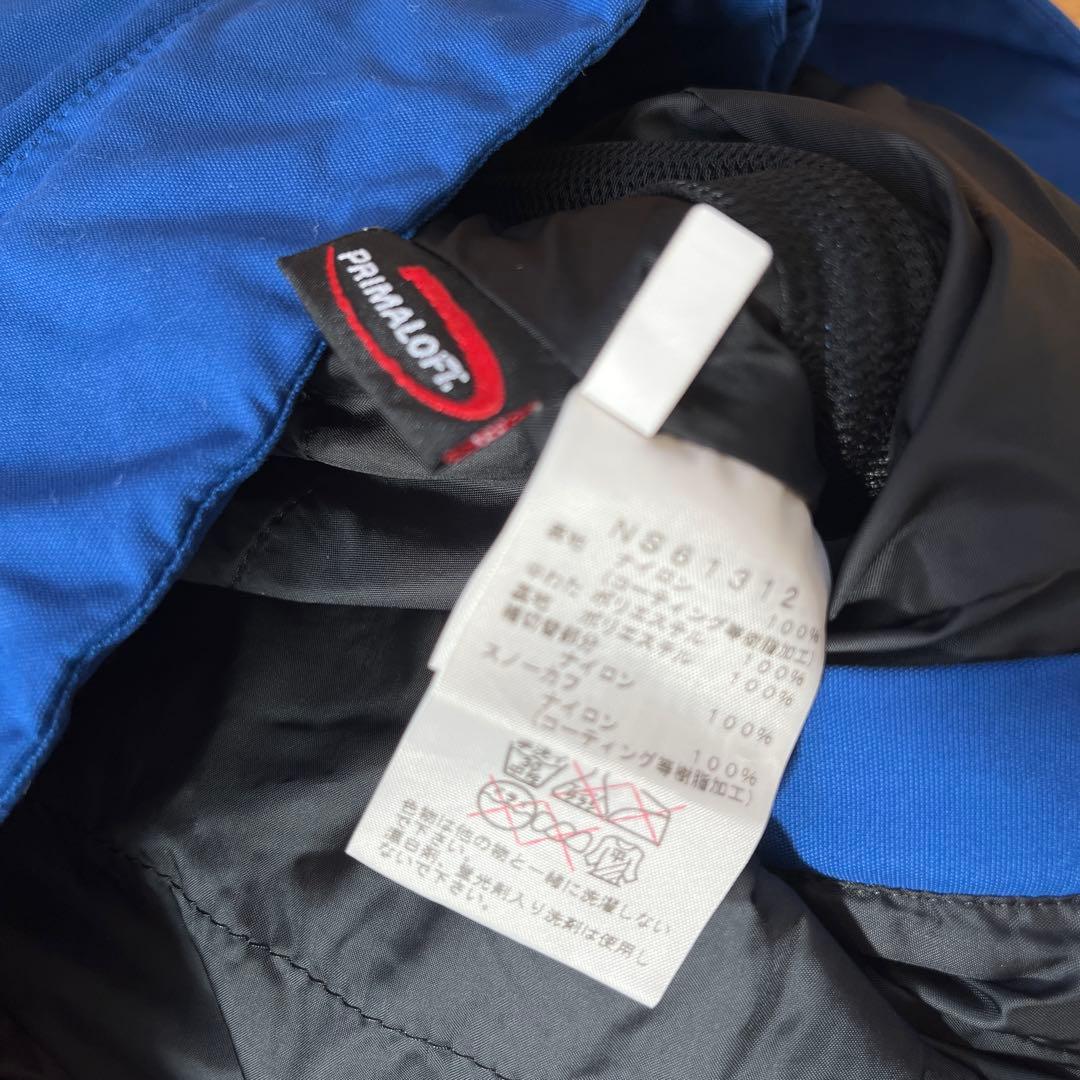 PRIMALOFT
NS61312
表地 ナイロン 100%
(コーティング等樹脂加工)
中わた ポリエステル 100%
裏地 ポリエステル 100%
裾切替部分
ナイロン 100%
スノーカフ
ナイロン 100%
(コーティング等樹脂加工)
色物は他の物と一緒に洗濯しない
で下さい。
漂白剤、蛍光剤入り洗剤は使用し
ないで下さい。